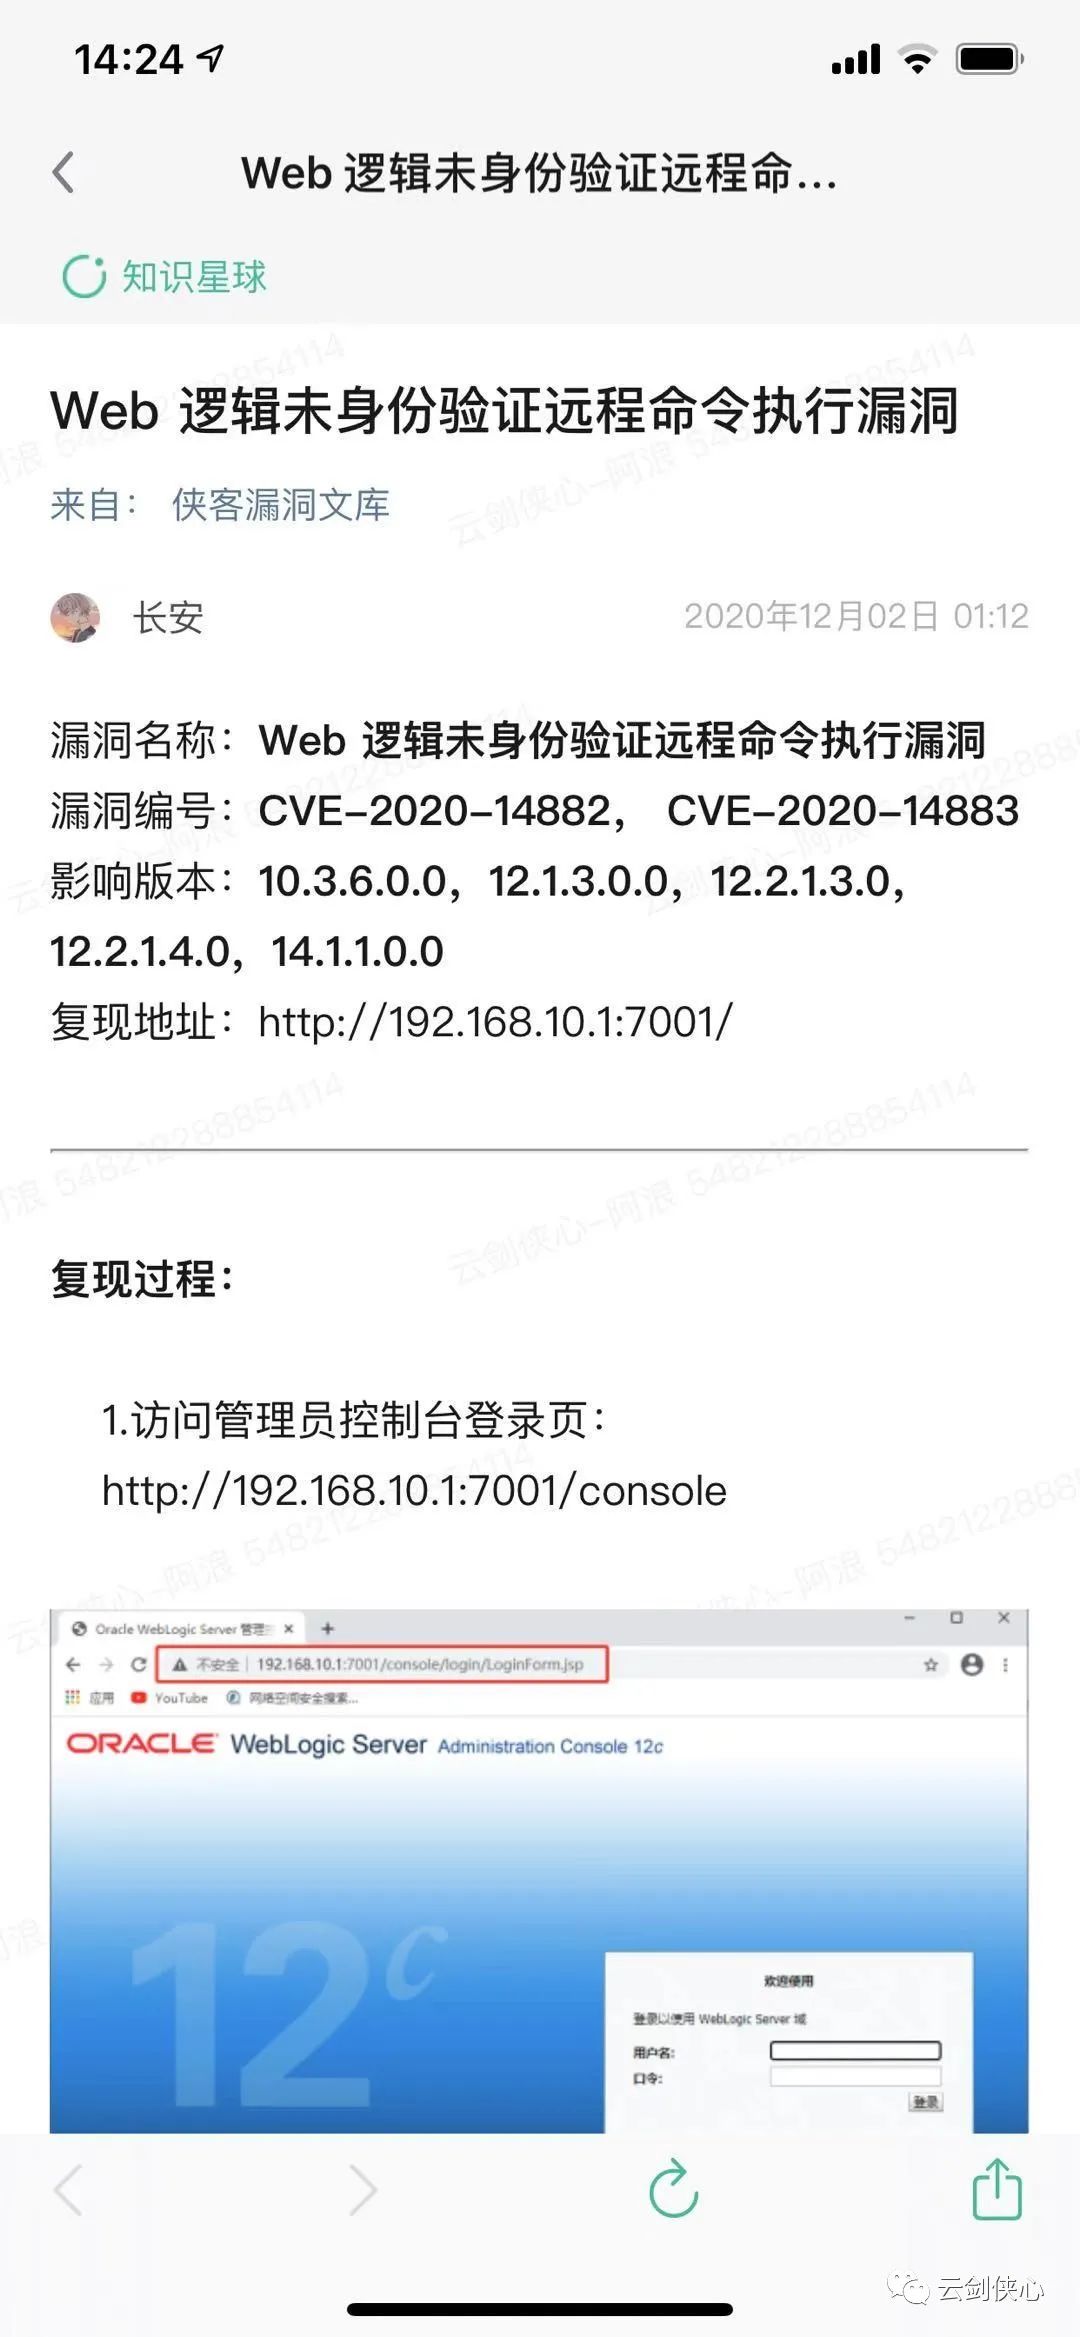 14:24
Web 逻辑未身份验证远程命...
知识星球
Web 逻辑未身份验证远程命令执行漏洞
来自： 侠客漏洞文库
长安
2020年12月02日 01:12
漏洞名称：Web 逻辑未身份验证远程命令执行漏洞
漏洞编号：CVE-2020-14882， CVE-2020-14883
影响版本：10.3.6.0.0，12.1.3.0.0，12.2.1.3.0，
12.2.1.4.0，14.1.1.0.0
复现地址：http://192.168.10.1:7001/
云剑侠心-阿浪 548212288854114
复现过程：
1.访问管理员控制台登录页：
http://192.168.10.1:7001/console
Oracle WebLogic Server 管理
不安全 | 192.168.10.1:7001/console/login/LoginForm.jsp
应用 YouTube 网络空间安全搜索...
ORACLE WebLogic Server Administration Console 12c
12c
欢迎使用
登录以使用 WebLogic Server 域
用户名:
口令:
登录
云剑侠心